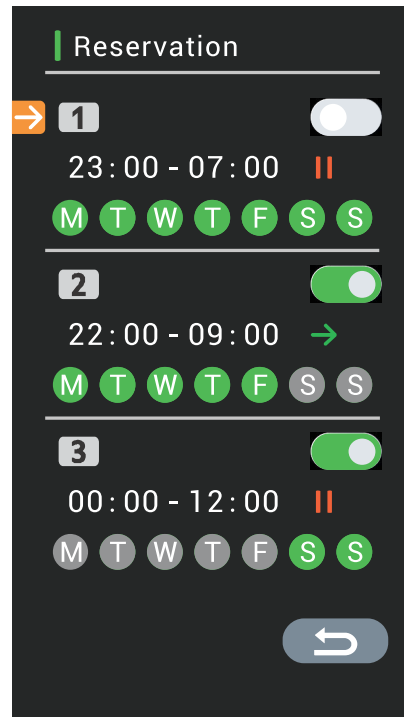 Reservation
1
23:00 - 07:00
M T W T F S S
2
22:00 - 09:00
M T W T F S S
3
00:00 - 12:00
M T W T F S S